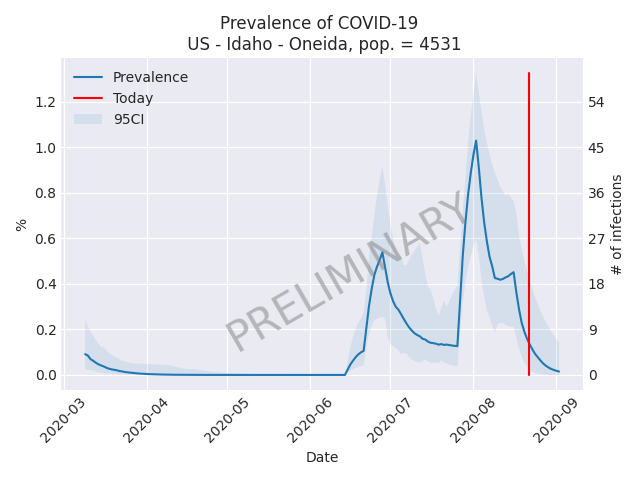 Prevalence of COVID-19
US - Idaho - Oneida, pop. = 4531
Prevalence
Today
95CI
PRELIMINARY
%
1.2
1.0
0.8
0.6
0.4
0.2
0.0
54
45
36
27
18
9
0
# of infections
2020-03
2020-04
2020-05
2020-06
2020-07
2020-08
2020-09
Date